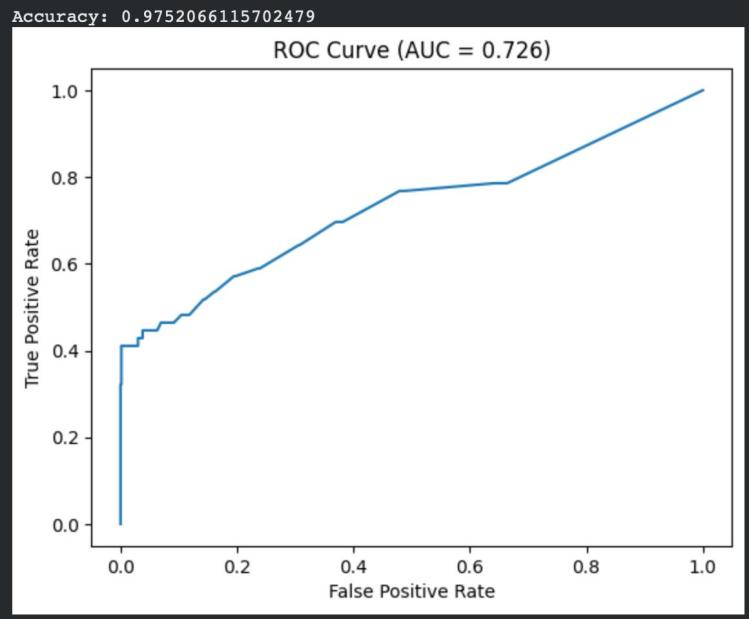 Accuracy: 0.9752066115702479
ROC Curve (AUC = 0.726)
1.0
0.8
0.6
0.4
0.2
0.0
True Positive Rate
0.0 0.2 0.4 0.6 0.8 1.0
False Positive Rate